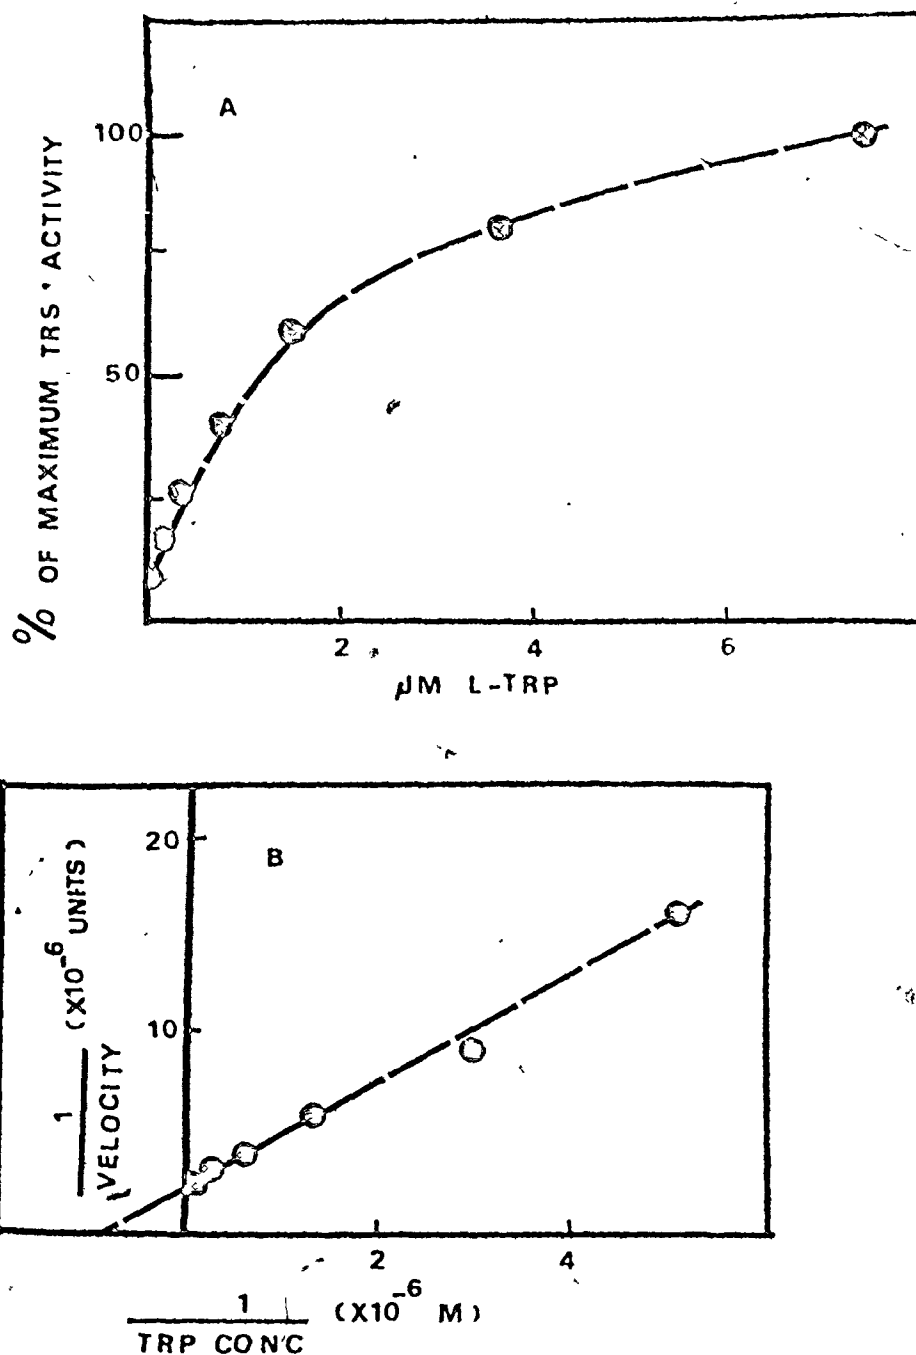 A
% OF MAXIMUM TRS ACTIVITY
100
50
2 4 6
μM L-TRP
B
1
VELOCITY
(X10-6 UNITS)
20
10
2 4
1
TRP CON'C
(X10-6 M)